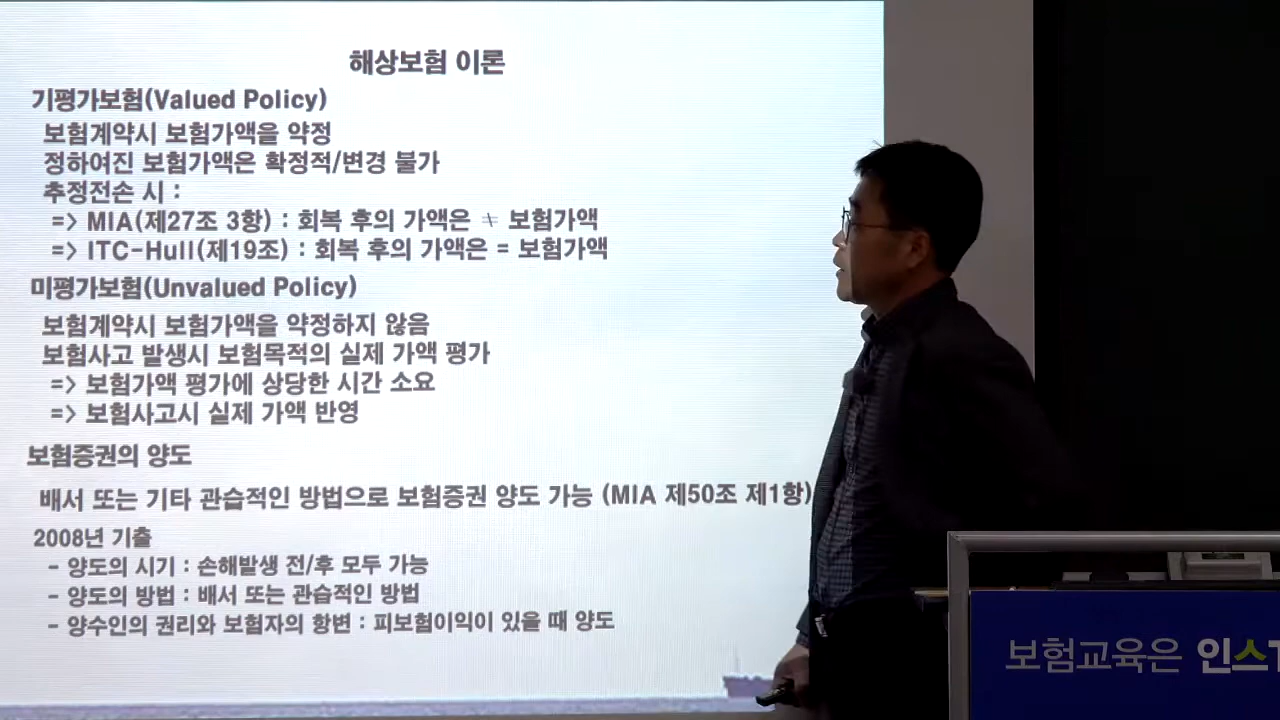 해상보험 이론
기평가보험(Valued Policy)
보험계약시 보험가액을 약정
정하여진 보험가액은 확정적/변경 불가
추정전손 시 :
=> MIA(제27조 3항) : 회복 후의 가액은 ≠ 보험가액
=> ITC-Hull(제19조) : 회복 후의 가액은 = 보험가액
미평가보험(Unvalued Policy)
보험계약시 보험가액을 약정하지 않음
보험사고 발생시 보험목적의 실제 가액 평가
=> 보험가액 평가에 상당한 시간 소요
=> 보험사고시 실제 가액 반영
보험증권의 양도
배서 또는 기타 관습적인 방법으로 보험증권 양도 가능 (MIA 제50조 제1항)
2008년 기출
- 양도의 시기 : 손해발생 전/후 모두 가능
- 양도의 방법 : 배서 또는 관습적인 방법
- 양수인의 권리와 보험자의 항변 : 피보험이익이 있을 때 양도
보험교육은 인스